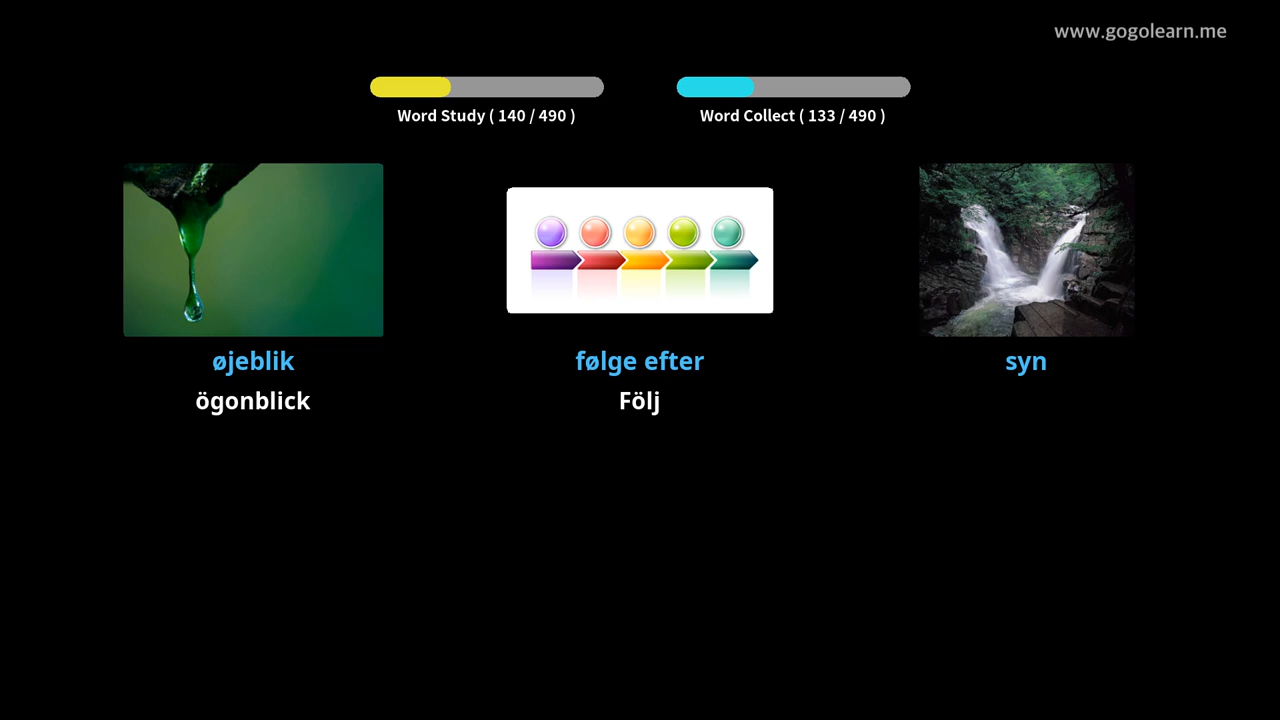 www.gogolearn.me
Word Study ( 140 / 490 )
Word Collect ( 133 / 490 )
øjeblik
ögonblick
følge efter
Följ
syn